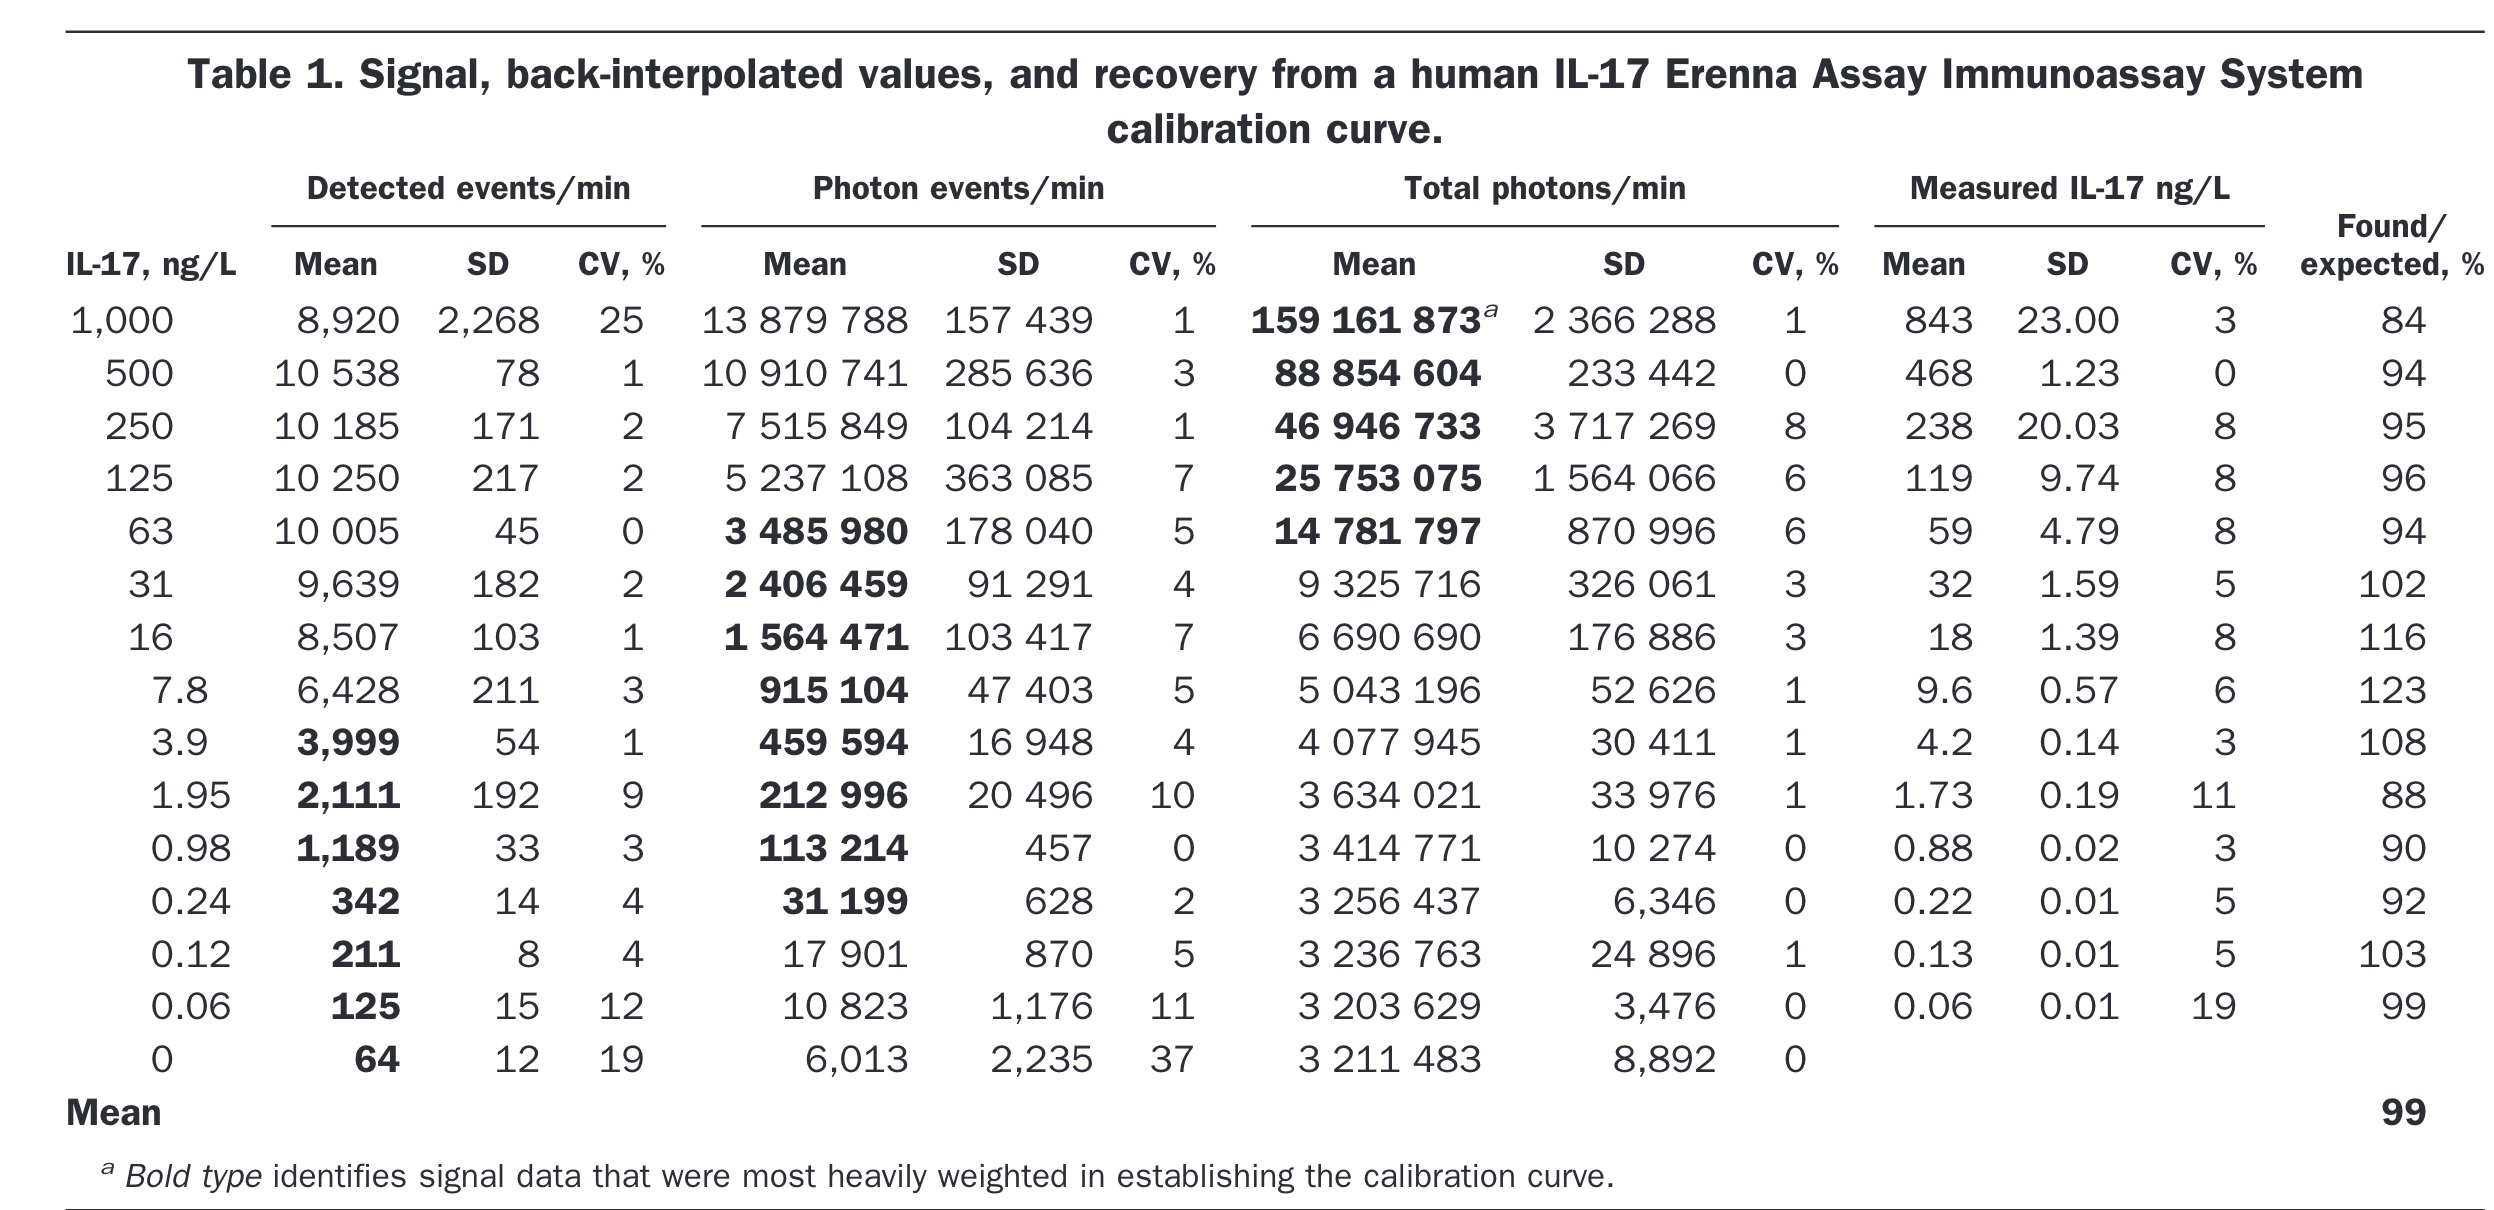 Table 1. Signal, back-interpolated values, and recovery from a human IL-17 Erenna Assay Immunoassay System
calibration curve.
Detected events/min Photon events/min Total photons/min Measured IL-17 ng/L
Found/
IL-17, ng/L Mean SD CV, % Mean SD CV, % Mean SD CV, % Mean SD CV, % expected, %
1,000 8,920 2,268 25 13 879 788 157 439 1 159 161 873a 2 366 288 1 843 23.00 3 84
500 10 538 78 1 10 910 741 285 636 3 88 854 604 233 442 0 468 1.23 0 94
250 10 185 171 2 7 515 849 104 214 1 46 946 733 3 717 269 8 238 20.03 8 95
125 10 250 217 2 5 237 108 363 085 7 25 753 075 1 564 066 6 119 9.74 8 96
63 10 005 45 0 3 485 980 178 040 5 14 781 797 870 996 6 59 4.79 8 94
31 9,639 182 2 2 406 459 91 291 4 9 325 716 326 061 3 32 1.59 5 102
16 8,507 103 1 1 564 471 103 417 7 6 690 690 176 886 3 18 1.39 8 116
7.8 6,428 211 3 915 104 47 403 5 5 043 196 52 626 1 9.6 0.57 6 123
3.9 3,999 54 1 459 594 16 948 4 4 077 945 30 411 1 4.2 0.14 3 108
1.95 2,111 192 9 212 996 20 496 10 3 634 021 33 976 1 1.73 0.19 11 88
0.98 1,189 33 3 113 214 457 0 3 414 771 10 274 0 0.88 0.02 3 90
0.24 342 14 4 31 199 628 2 3 256 437 6,346 0 0.22 0.01 5 92
0.12 211 8 4 17 901 870 5 3 236 763 24 896 1 0.13 0.01 5 103
0.06 125 15 12 10 823 1,176 11 3 203 629 3,476 0 0.06 0.01 19 99
0 64 12 19 6,013 2,235 37 3 211 483 8,892 0
Mean 99
a Bold type identifies signal data that were most heavily weighted in establishing the calibration curve.